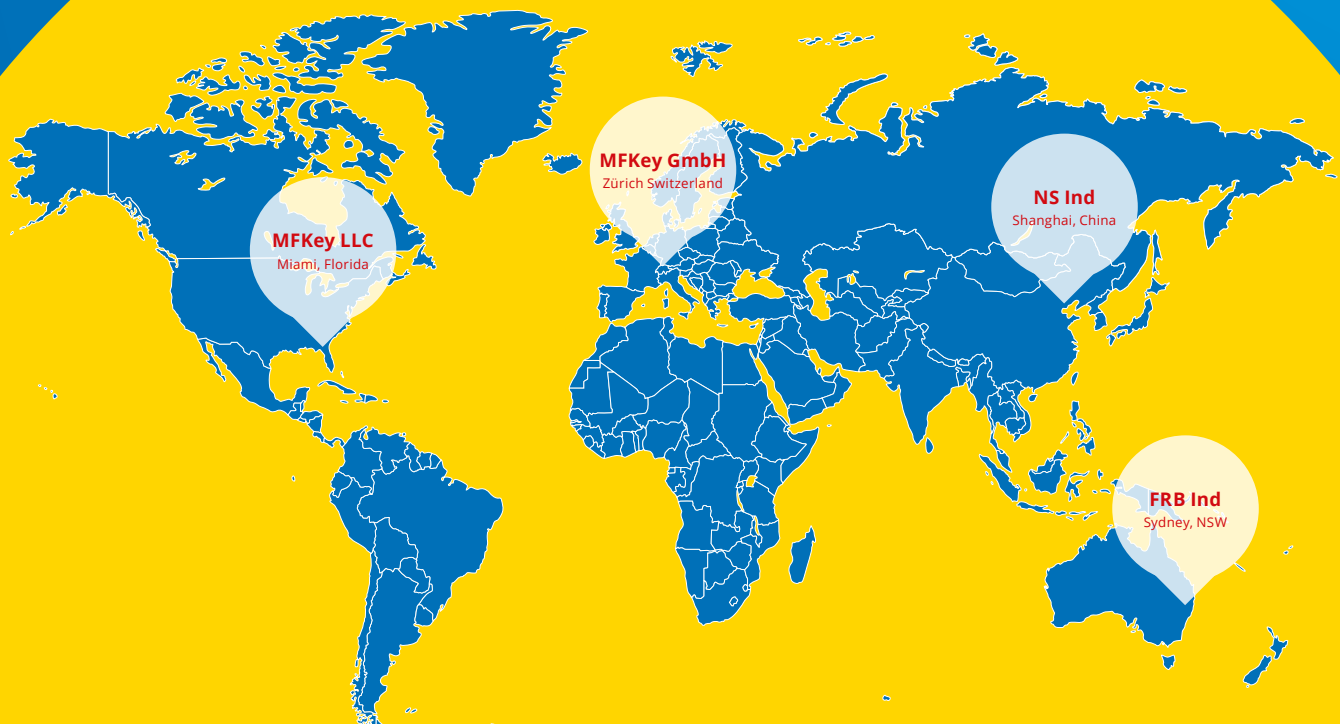 MFKey GmbH
Zürich Switzerland
NS Ind
Shanghai, China
MFKey LLC
Miami, Florida
FRB Ind
Sydney, NSW